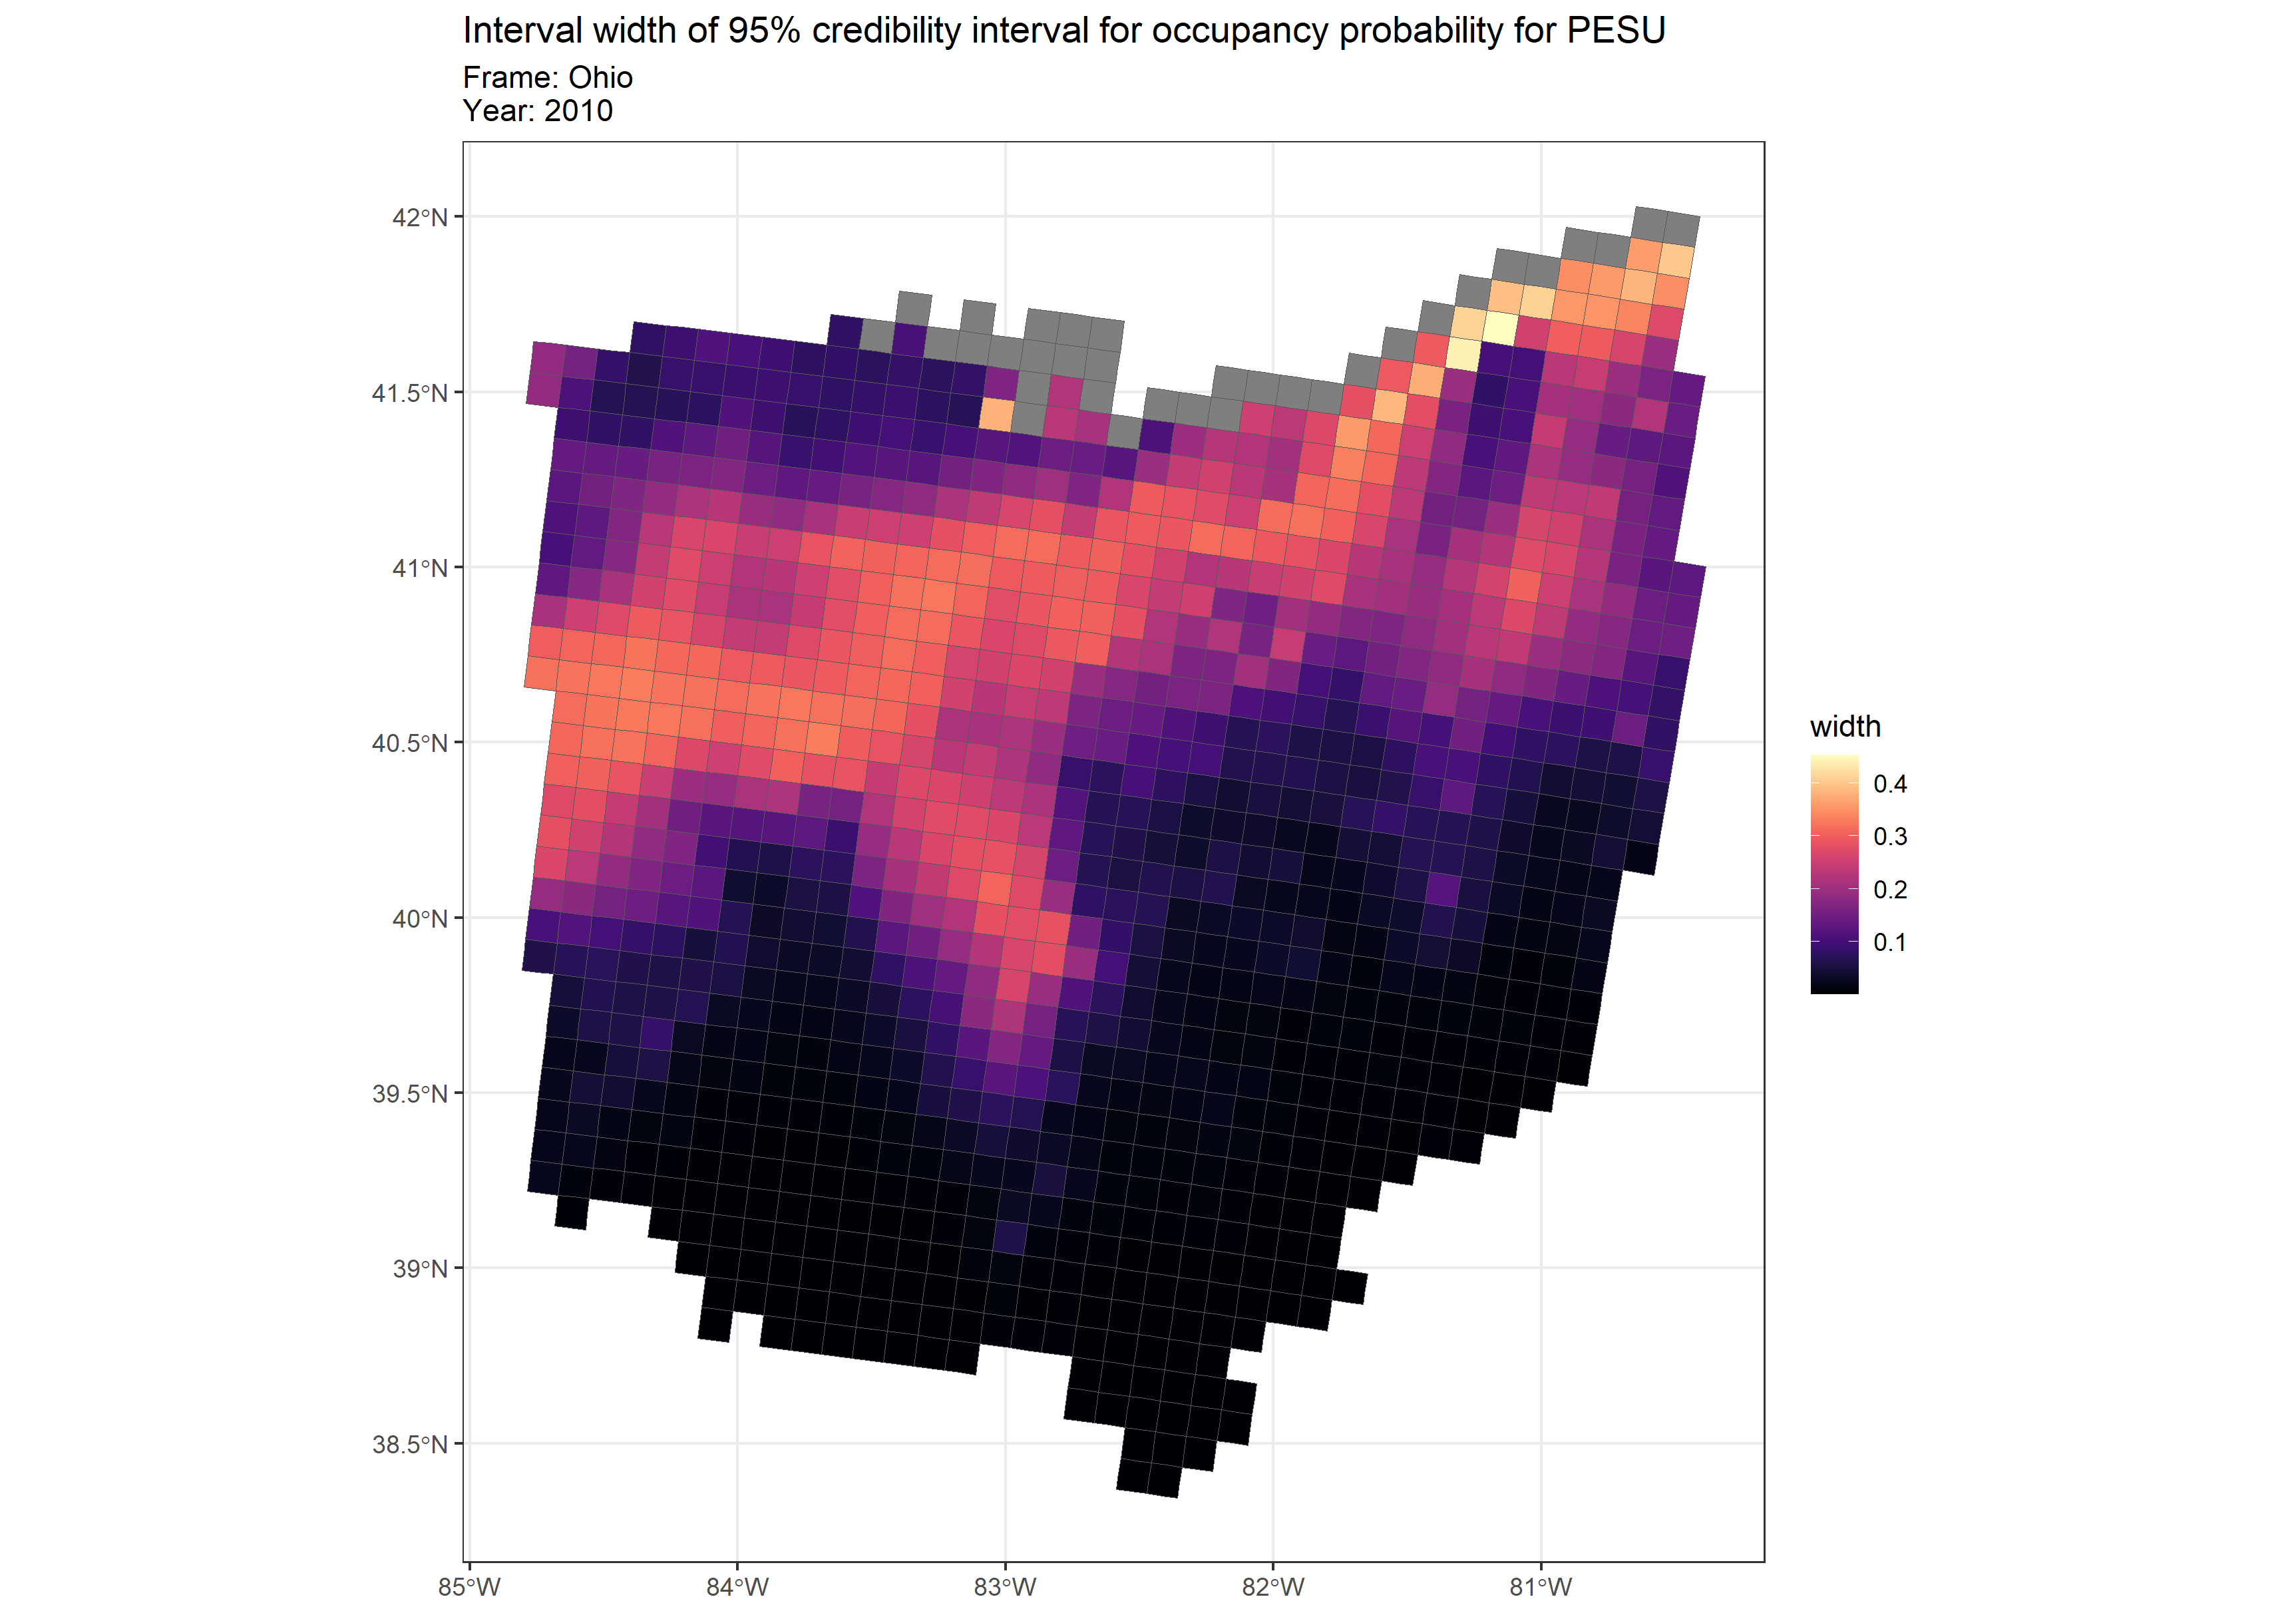 Interval width of 95% credibility interval for occupancy probability for PESU
Frame: Ohio
Year: 2010
42°N
41.5°N
41°N
40.5°N
40°N
39.5°N
39°N
38.5°N
85°W
84°W
83°W
82°W
81°W
width
0.4
0.3
0.2
0.1